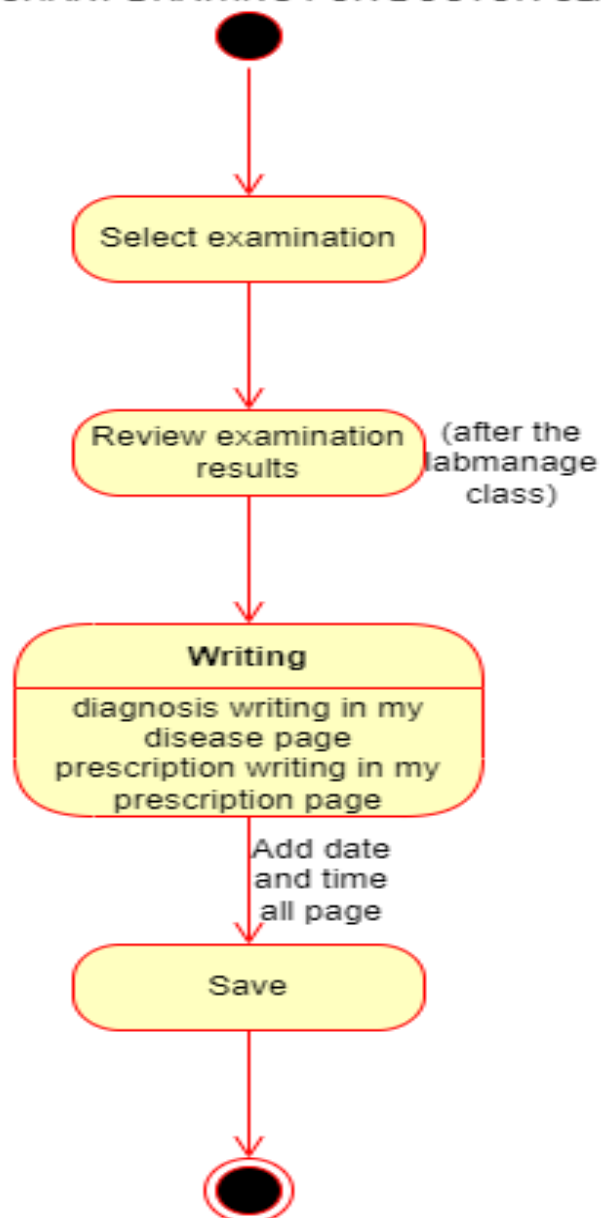 Select examination
Review examination
results
(after the
labmanage
class)
Writing
diagnosis writing in my
disease page
prescription writing in my
prescription page
Add date
and time
all page
Save